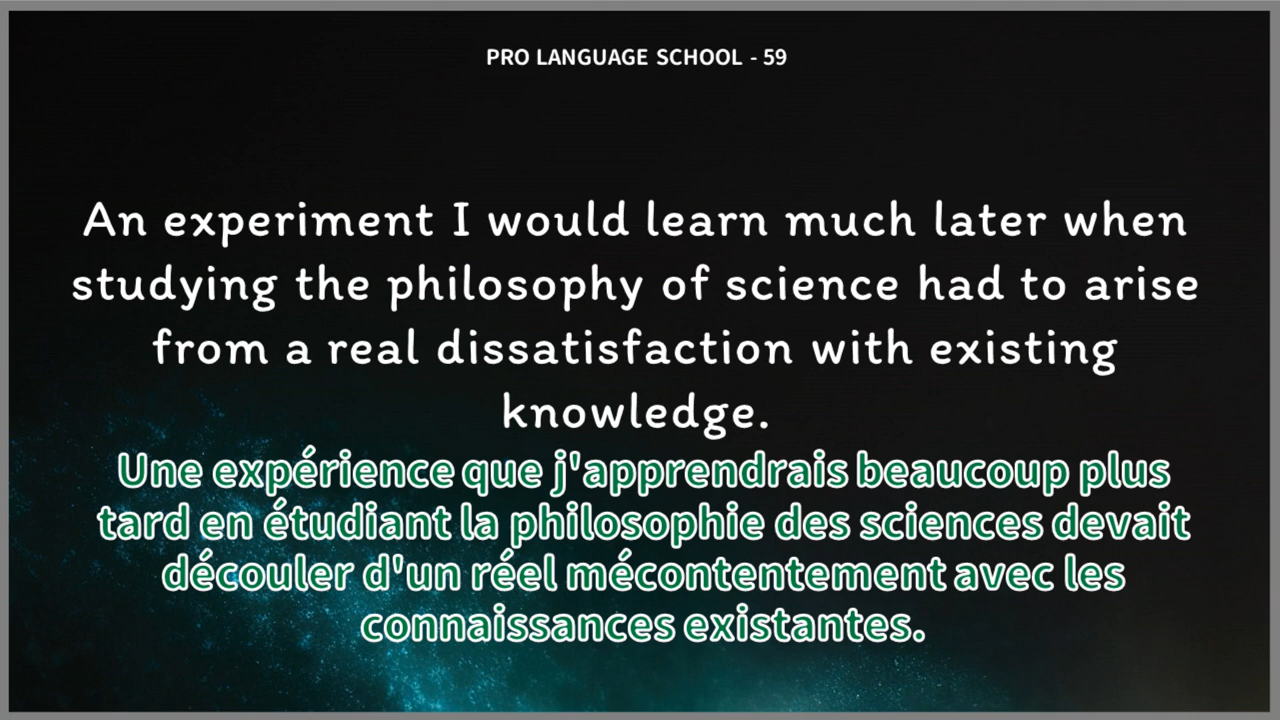 PRO LANGUAGE SCHOOL - 59
An experiment I would learn much later when
studying the philosophy of science had to arise
from a real dissatisfaction with existing
knowledge.
Une expérience que j'apprendrais beaucoup plus
tard en étudiant la philosophie des sciences devait
découler d'un réel mécontentement avec les
connaissances existantes.